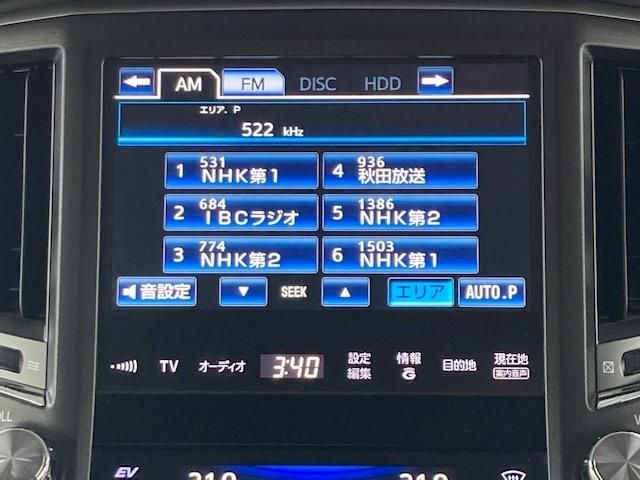 AM FM DISC HDD
エリア．P
522 kHz
1 531 NHK第1
4 936 秋田放送
2 684 IBCラジオ
5 1386 NHK第2
3 774 NHK第2
6 1503 NHK第1
音設定 ▼ SEEK ▲ エリア AUTO.P
TV オーディオ 3:40 設定編集 情報G 目的地 現在地
案内音声
EV